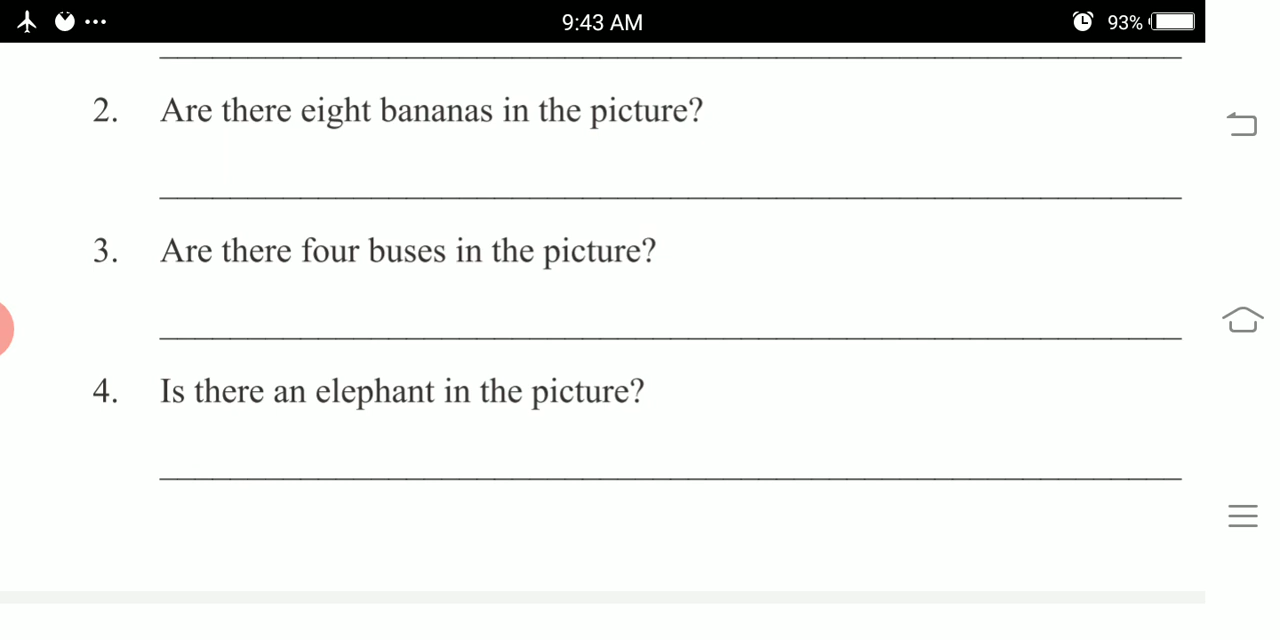 9:43 AM
93%
2. Are there eight bananas in the picture?
3. Are there four buses in the picture?
4. Is there an elephant in the picture?